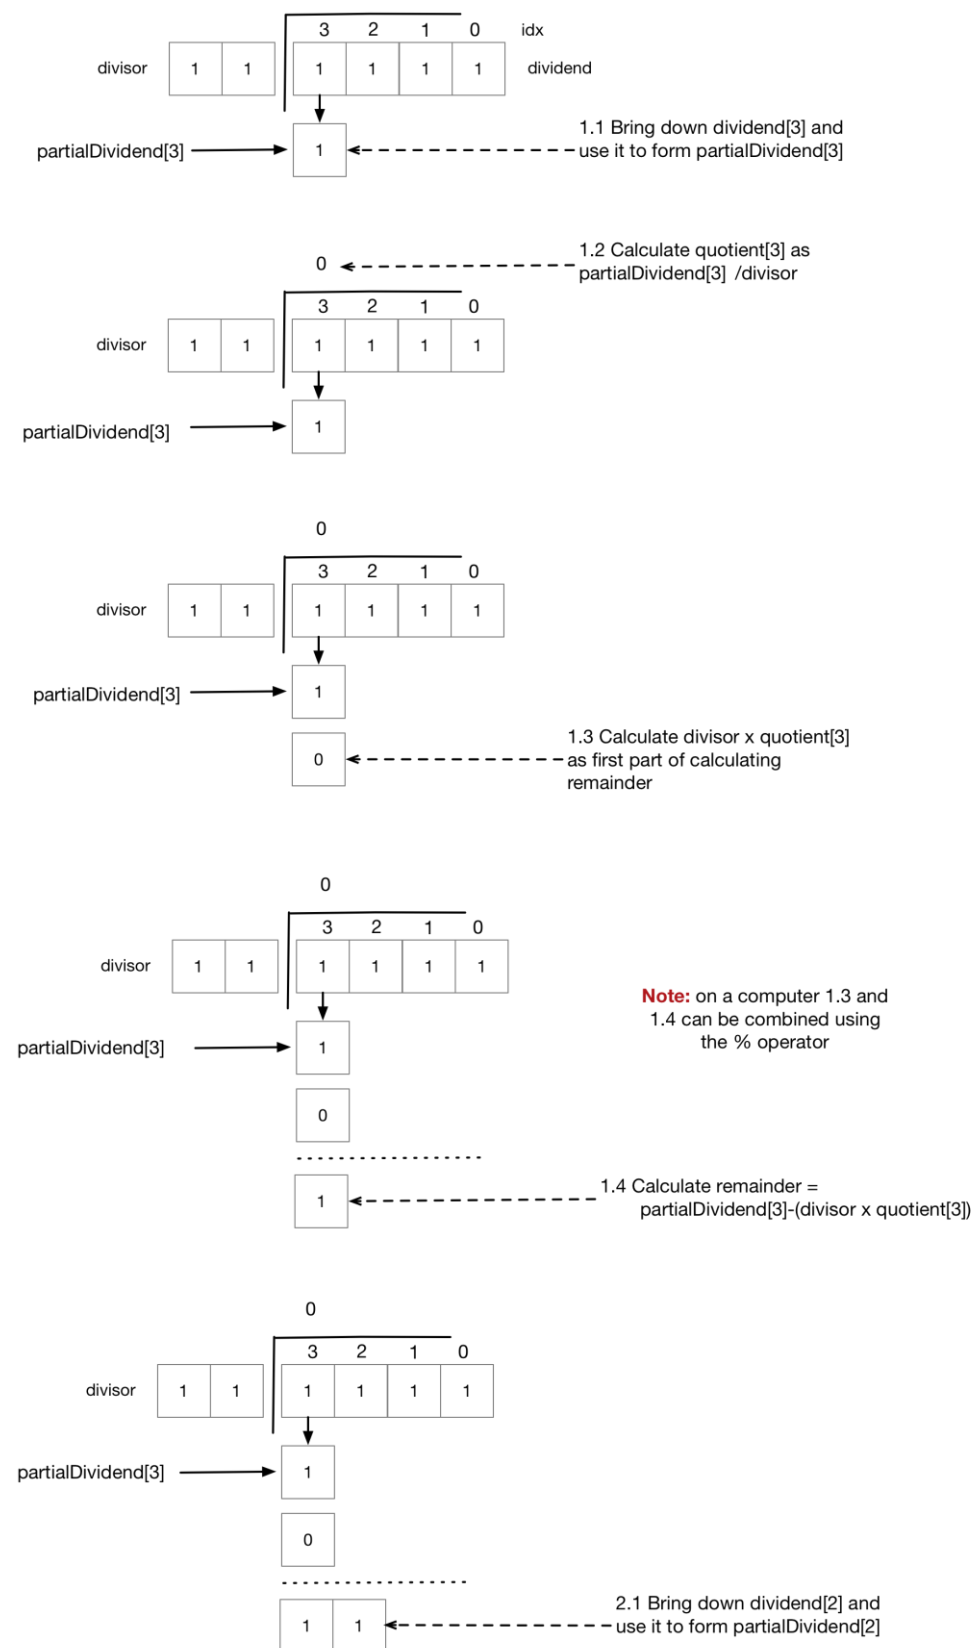 3 2 1 0 idx
divisor 1 1 1 1 1 1 dividend
1.1 Bring down dividend[3] and
use it to form partialDividend[3]
partialDividend[3] 1
1.2 Calculate quotient[3] as
partialDividend[3] /divisor
0
3 2 1 0
divisor 1 1 1 1 1 1
partialDividend[3] 1
0
3 2 1 0
divisor 1 1 1 1 1 1
partialDividend[3] 1
1.3 Calculate divisor x quotient[3]
as first part of calculating
remainder
0
0
3 2 1 0
divisor 1 1 1 1 1 1
Note: on a computer 1.3 and
1.4 can be combined using
the % operator
partialDividend[3] 1
0
1.4 Calculate remainder =
partialDividend[3]-(divisor x quotient[3])
1
0
3 2 1 0
divisor 1 1 1 1 1 1
partialDividend[3] 1
0
2.1 Bring down dividend[2] and
use it to form partialDividend[2]
1 1